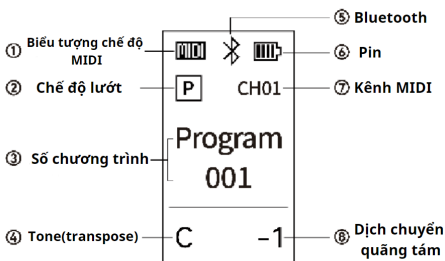 ⑤ Bluetooth
① Biểu tượng chế độ
MIDI
MIDI
⑥ Pin
② Chế độ lướt
P
CH01
⑦ Kênh MIDI
Program
③ Số chương trình
001
④ Tone(transpose)
C
-1
⑧ Dịch chuyển
quãng tám